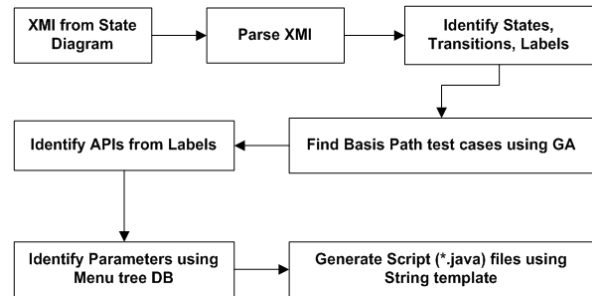 XMI from State
Diagram
Parse XMI
Identify States,
Transitions, Labels
Find Basis Path test cases using GA
Identify APIs from Labels
Identify Parameters using
Menu tree DB
Generate Script (*.java) files using
String template